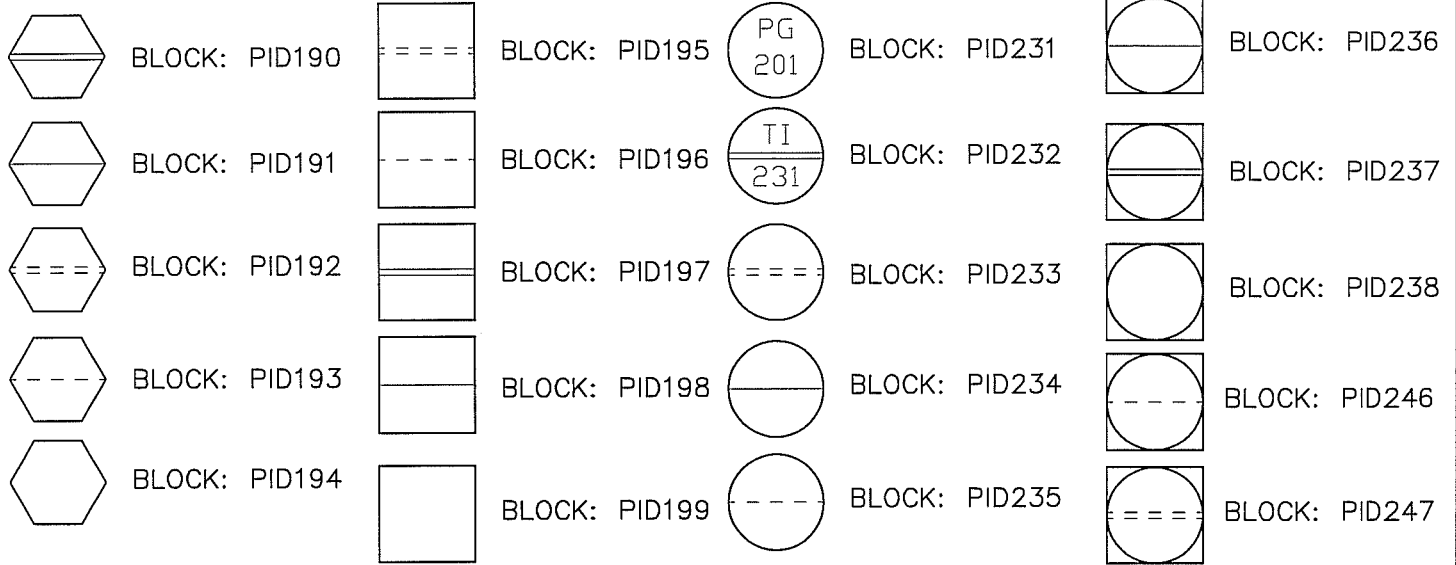 BLOCK: PID190
BLOCK: PID191
BLOCK: PID192
BLOCK: PID193
BLOCK: PID194
BLOCK: PID195
BLOCK: PID196
BLOCK: PID197
BLOCK: PID198
BLOCK: PID199
PG
201
BLOCK: PID231
TI
231
BLOCK: PID232
BLOCK: PID233
BLOCK: PID234
BLOCK: PID235
BLOCK: PID236
BLOCK: PID237
BLOCK: PID238
BLOCK: PID246
BLOCK: PID247